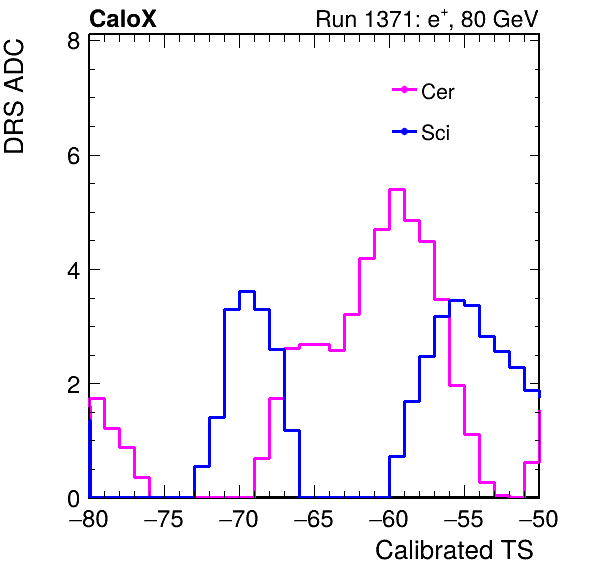 CaloX Run 1371: e⁺, 80 GeV
DRS ADC
8
6
4
2
0
Cer
Sci
−80 −75 −70 −65 −60 −55 −50
Calibrated TS